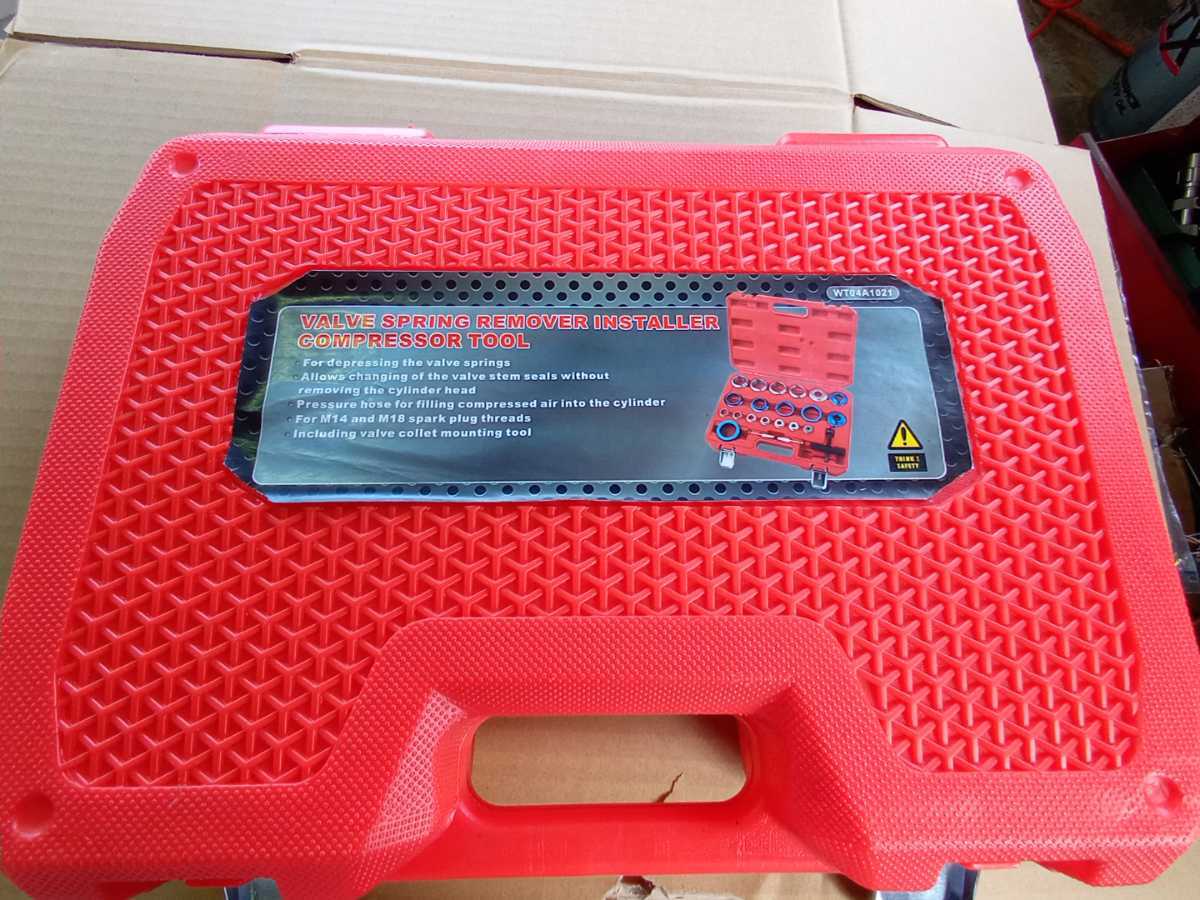 WT04A1021
VALVE SPRING REMOVER INSTALLER
COMPRESSOR TOOL
· For depressing the valve springs
· Allows changing of the valve stem seals without
removing the cylinder head
· Pressure hose for filling compressed air into the cylinder
· For M14 and M18 spark plug threads
· Including valve collet mounting tool
THINK !
SAFETY